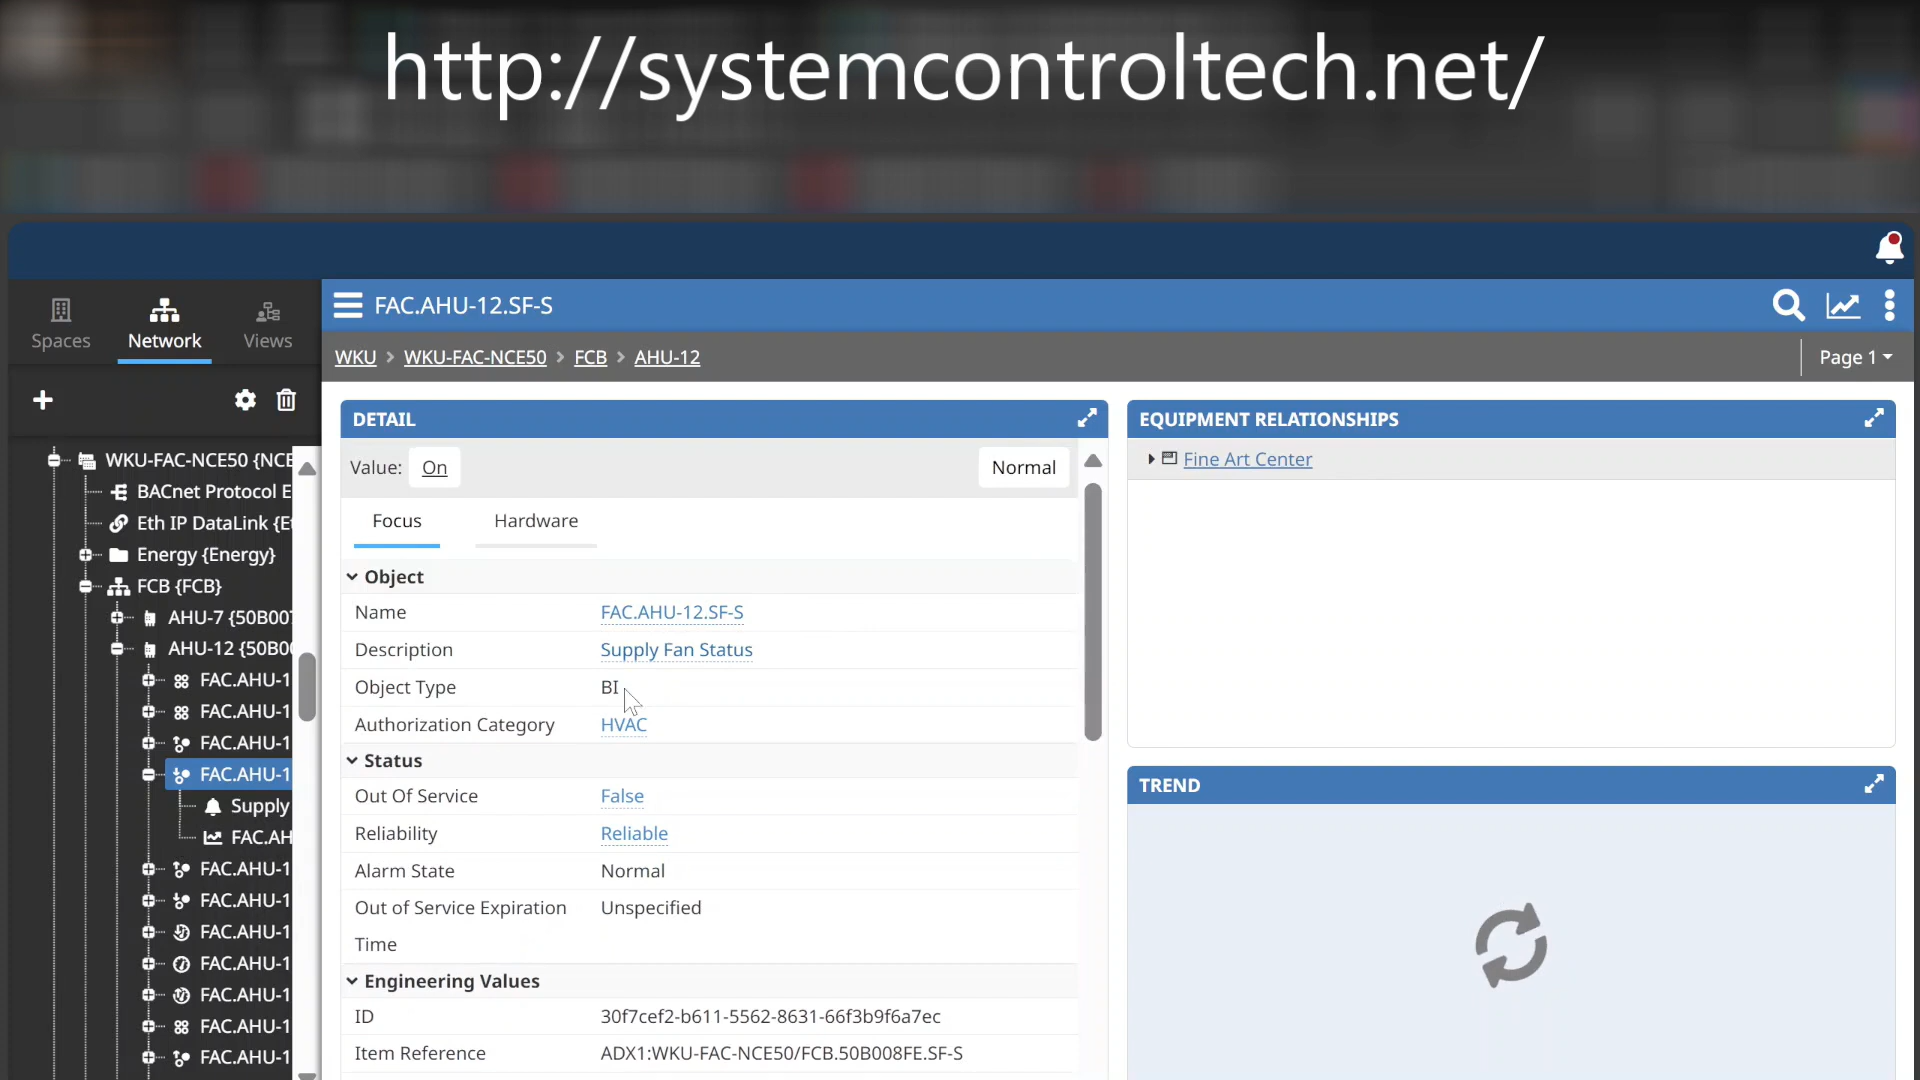 http://systemcontroltech.net/
Spaces
Network
Views
FAC.AHU-12.SF-S
WKU > WKU-FAC-NCE50 > FCB > AHU-12
Page 1
WKU-FAC-NCE50 {NCE
BACnet Protocol E
Eth IP DataLink {Et
Energy {Energy}
FCB {FCB}
AHU-7 {50B007
AHU-12 {50B00
FAC.AHU-1
FAC.AHU-1
FAC.AHU-1
FAC.AHU-1
Supply
FAC.AH
FAC.AHU-1
FAC.AHU-1
FAC.AHU-1
FAC.AHU-1
FAC.AHU-1
FAC.AHU-1
FAC.AHU-1
DETAIL
Value: On
Normal
Focus
Hardware
Object
Name FAC.AHU-12.SF-S
Description Supply Fan Status
Object Type BI
Authorization Category HVAC
Status
Out Of Service False
Reliability Reliable
Alarm State Normal
Out of Service Expiration Unspecified
Time
Engineering Values
ID 30f7cef2-b611-5562-8631-66f3b9f6a7ec
Item Reference ADX1:WKU-FAC-NCE50/FCB.50B008FE.SF-S
EQUIPMENT RELATIONSHIPS
Fine Art Center
TREND